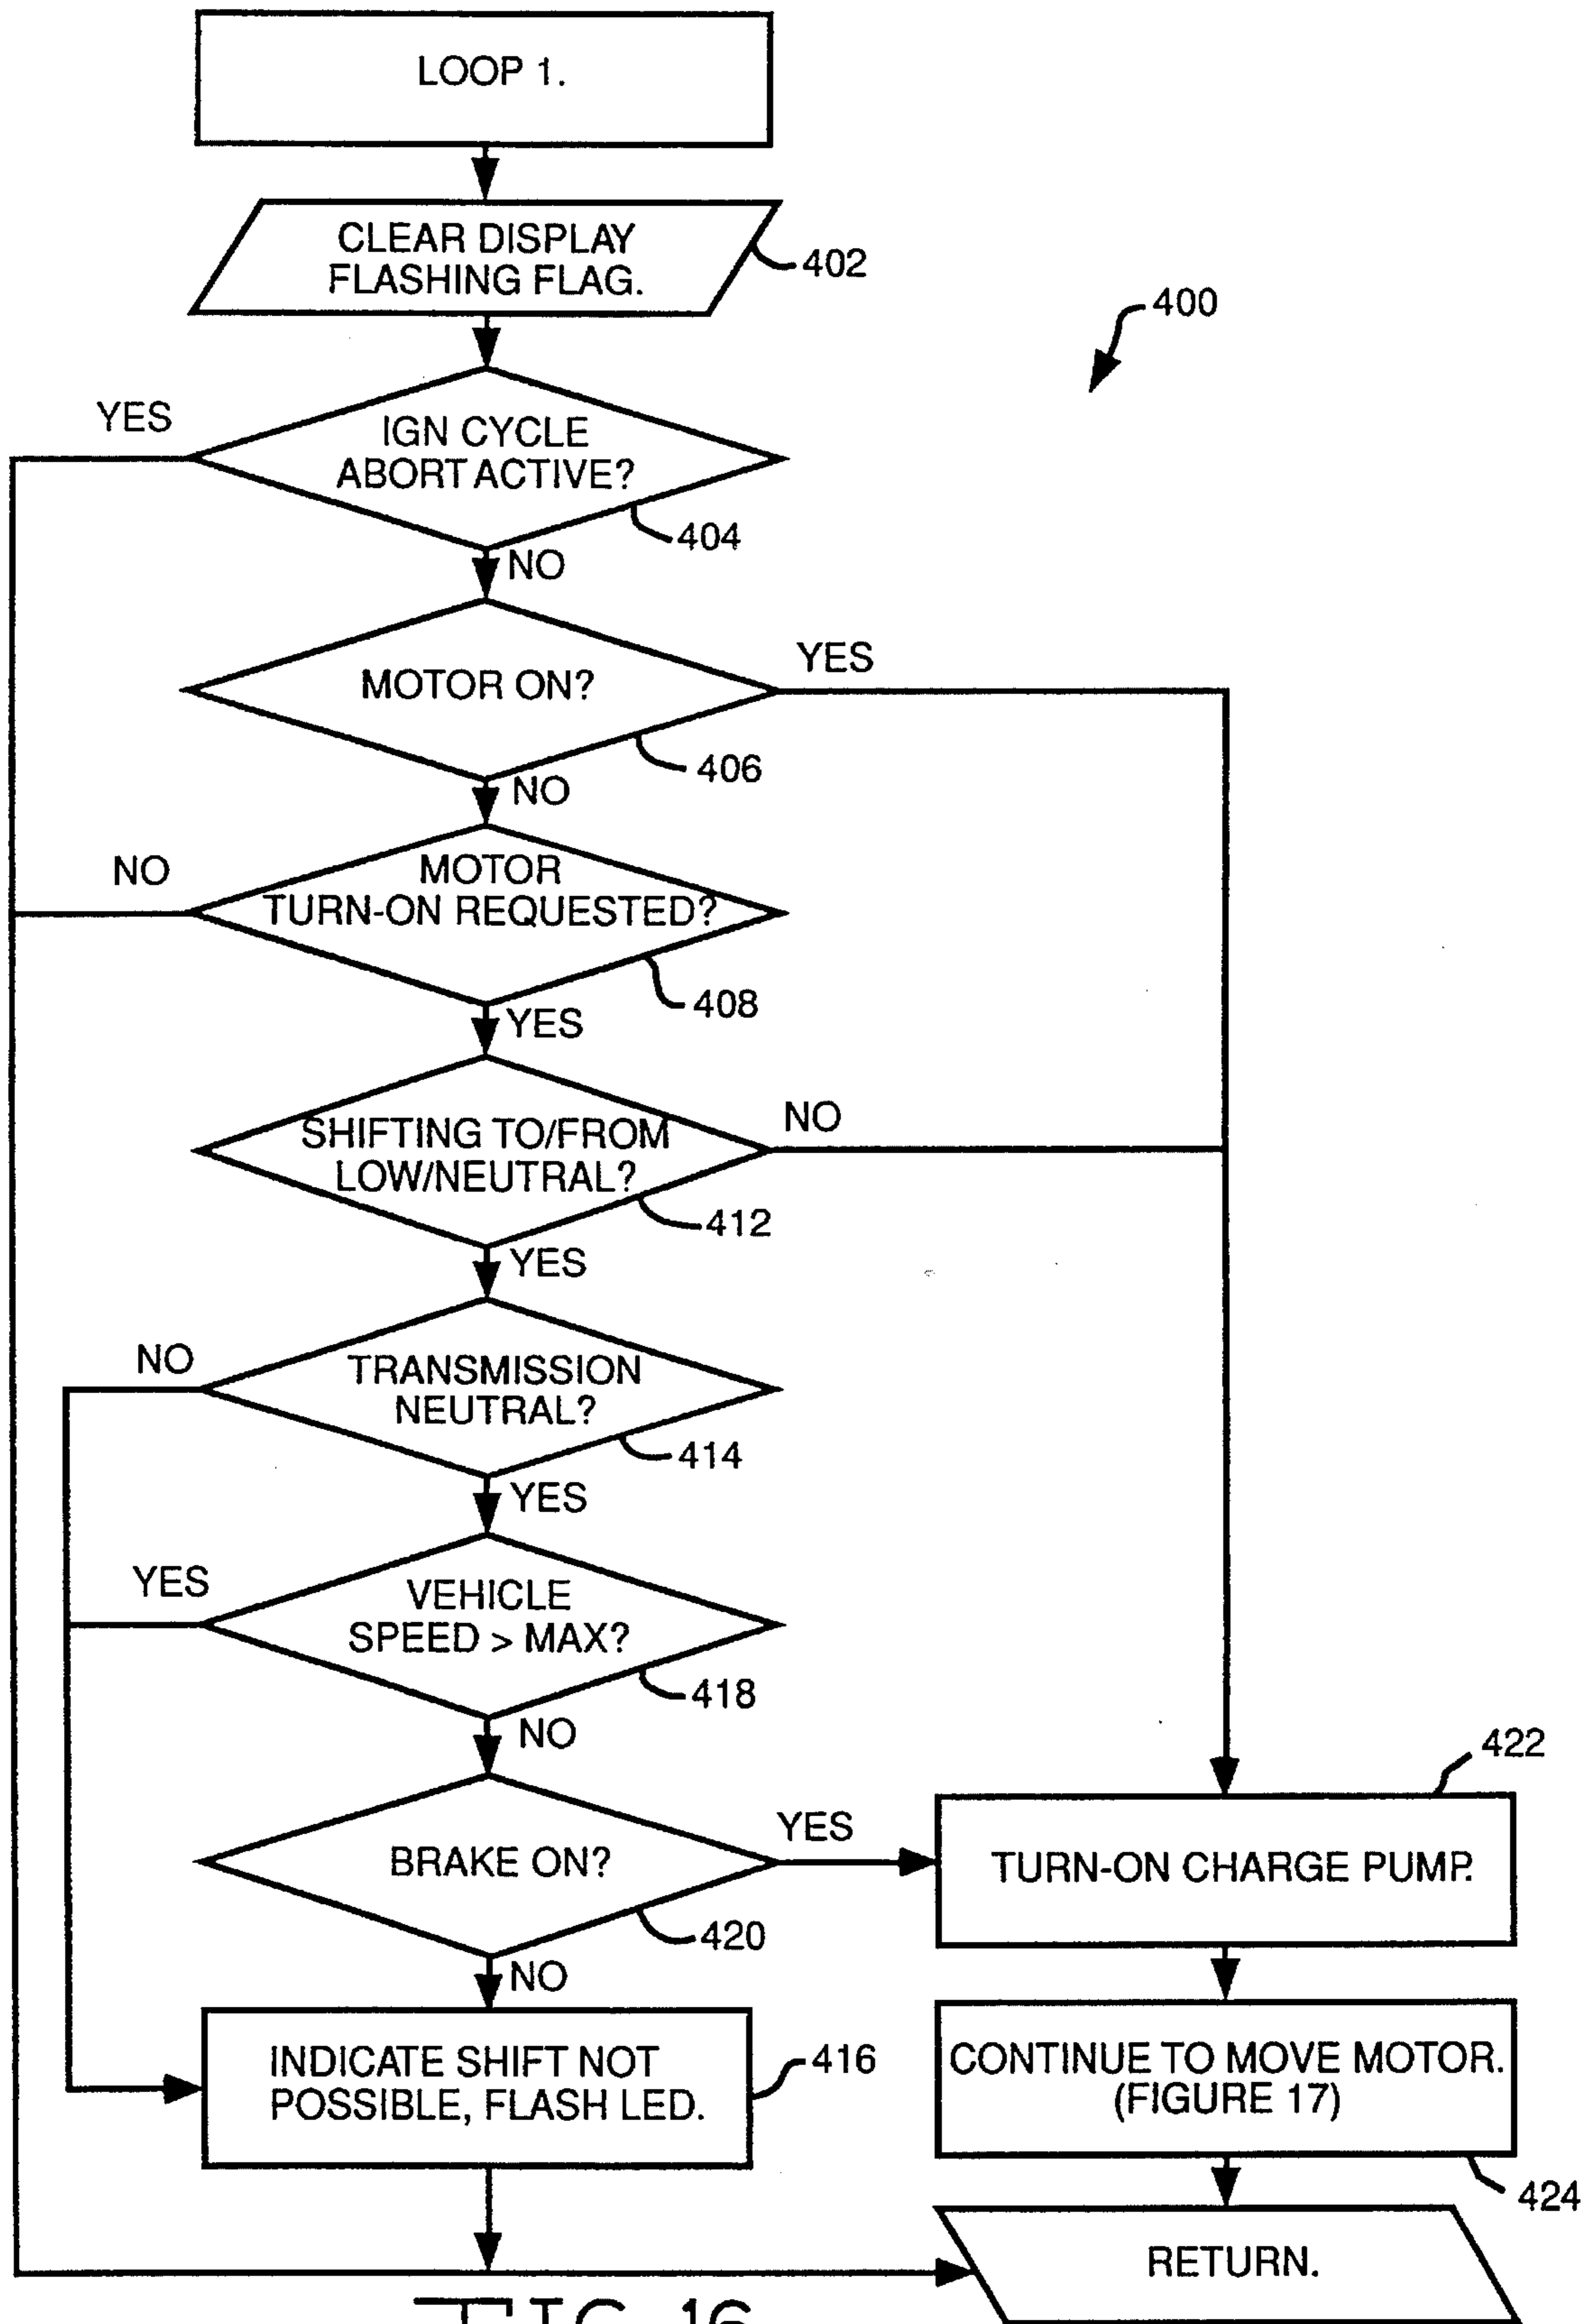 LOOP 1.
CLEAR DISPLAY
FLASHING FLAG.
402
400
YES
IGN CYCLE
ABORT ACTIVE?
404
NO
MOTOR ON?
YES
406
NO
NO
MOTOR
TURN-ON REQUESTED?
408
YES
SHIFTING TO/FROM
LOW/NEUTRAL?
NO
412
YES
NO
TRANSMISSION
NEUTRAL?
414
YES
YES
VEHICLE
SPEED > MAX?
418
NO
BRAKE ON?
YES
420
NO
422
TURN-ON CHARGE PUMP.
INDICATE SHIFT NOT
POSSIBLE, FLASH LED.
416
CONTINUE TO MOVE MOTOR.
(FIGURE 17)
424
RETURN.
FIG 16